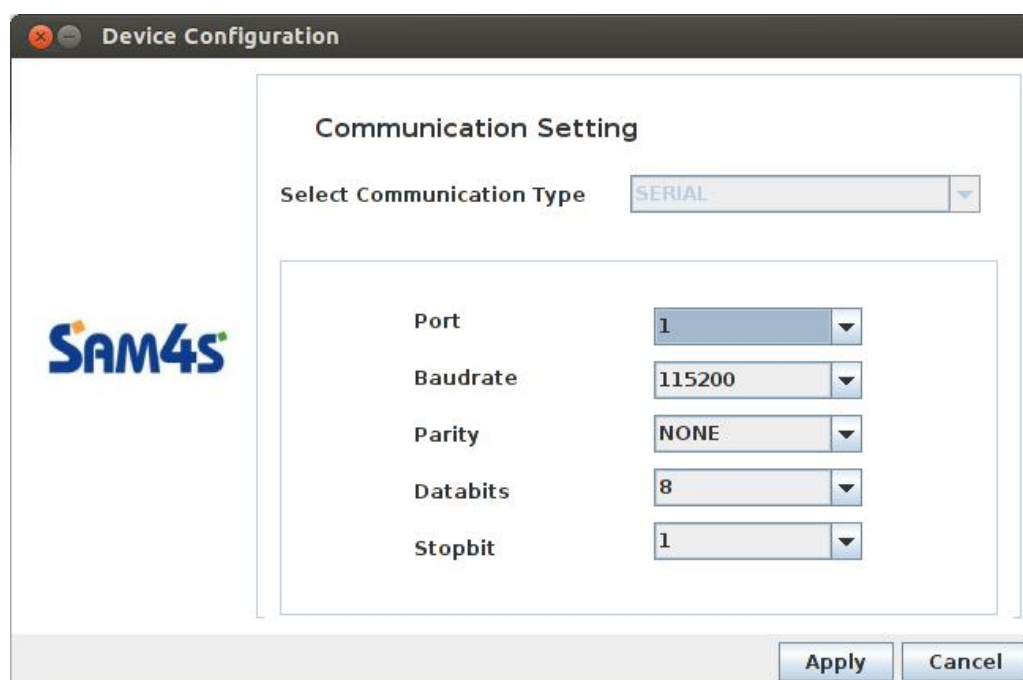 Device Configuration
Communication Setting
Select Communication Type SERIAL
SAM4S
Port 1
Baudrate 115200
Parity NONE
Databits 8
Stopbit 1
Apply Cancel